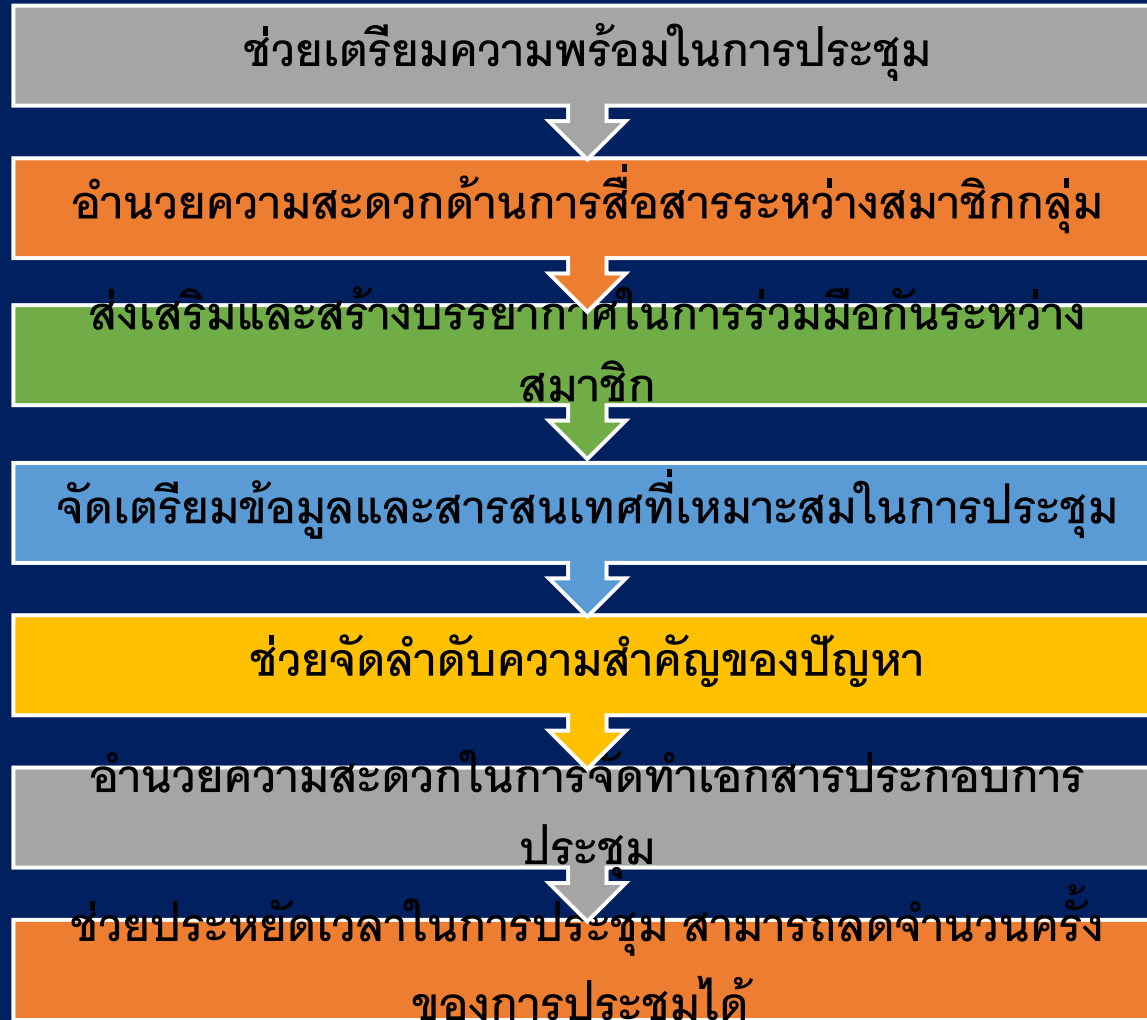 ช่วยเตรียมความพร้อมในการประชุม
อำนวยความสะดวกด้านการสื่อสารระหว่างสมาชิกกลุ่ม
ส่งเสริมและสร้างบรรยากาศในการร่วมมือกันระหว่าง
สมาชิก
จัดเตรียมข้อมูลและสารสนเทศที่เหมาะสมในการประชุม
ช่วยจัดลำดับความสำคัญของปัญหา
อำนวยความสะดวกในการจัดทำเอกสารประกอบการ
ประชุม
ช่วยประหยัดเวลาในการประชุม สามารถลดจำนวนครั้ง
ของการประชุมได้